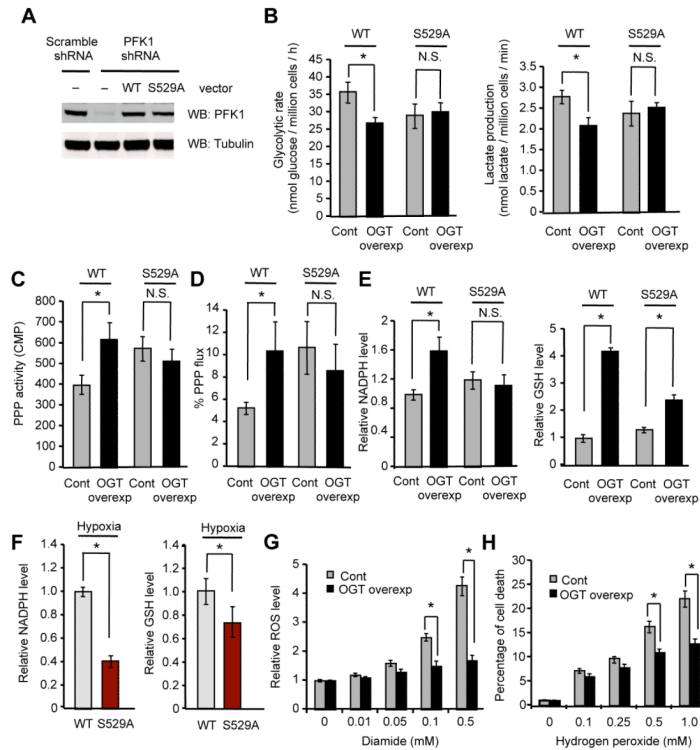 A
Scramble
shRNA
PFK1
shRNA
– – WT S529A vector
WB: PFK1
WB: Tubulin
B
WT
S529A
*
N.S.
Glycolytic rate
(nmol glucose / million cells / h)
45
40
35
30
25
20
15
10
5
0
Cont OGT overexp
Cont OGT overexp
WT
S529A
*
N.S.
Lactate production
(nmol lactate / million cells / min)
3.5
3.0
2.5
2.0
1.5
1.0
0.5
0
Cont OGT overexp
Cont OGT overexp
C
WT
S529A
*
N.S.
PPP activity (CMP)
800
700
600
500
400
300
200
100
0
Cont OGT overexp
Cont OGT overexp
D
WT
S529A
*
N.S.
% PPP flux
14
12
10
8
6
4
2
0
Cont OGT overexp
Cont OGT overexp
E
WT
S529A
*
N.S.
Relative NADPH level
2.0
1.6
1.2
0.8
0.4
0
Cont OGT overexp
Cont OGT overexp
WT
S529A
*
*
Relative GSH level
5
4
3
2
1
0
Cont OGT overexp
Cont OGT overexp
F
Hypoxia
*
Relative NADPH level
1.4
1.2
1.0
0.8
0.6
0.4
0.2
0
WT S529A
Hypoxia
*
Relative GSH level
1.4
1.2
1.0
0.8
0.6
0.4
0.2
0
WT S529A
G
Cont
OGT overexp
*
*
Relative ROS level
5
4
3
2
1
0
0 0.01 0.05 0.1 0.5
Diamide (mM)
H
Cont
OGT overexp
*
*
Percentage of cell death
30
25
20
15
10
5
0
0 0.1 0.25 0.5 1.0
Hydrogen peroxide (mM)